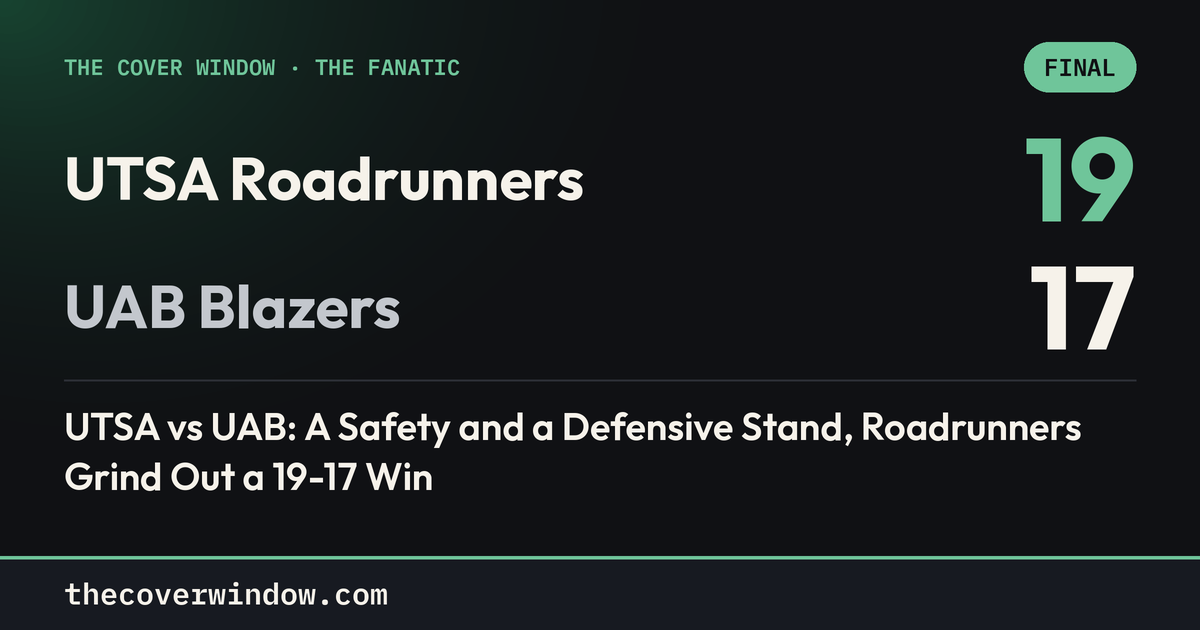 THE COVER WINDOW · THE FANATIC
FINAL
UTSA Roadrunners 19
UAB Blazers 17
UTSA vs UAB: A Safety and a Defensive Stand, Roadrunners
Grind Out a 19-17 Win
thecoverwindow.com